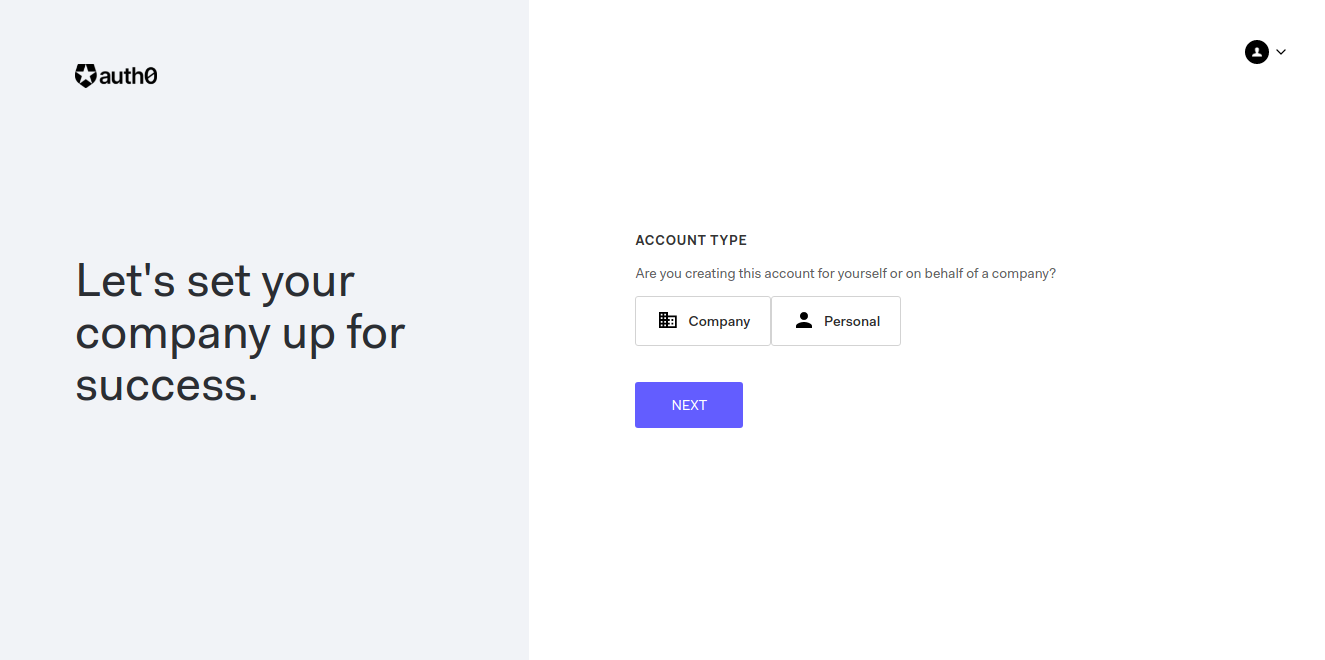 auth0
Let's set your
company up for
success.
ACCOUNT TYPE
Are you creating this account for yourself or on behalf of a company?
Company
Personal
NEXT